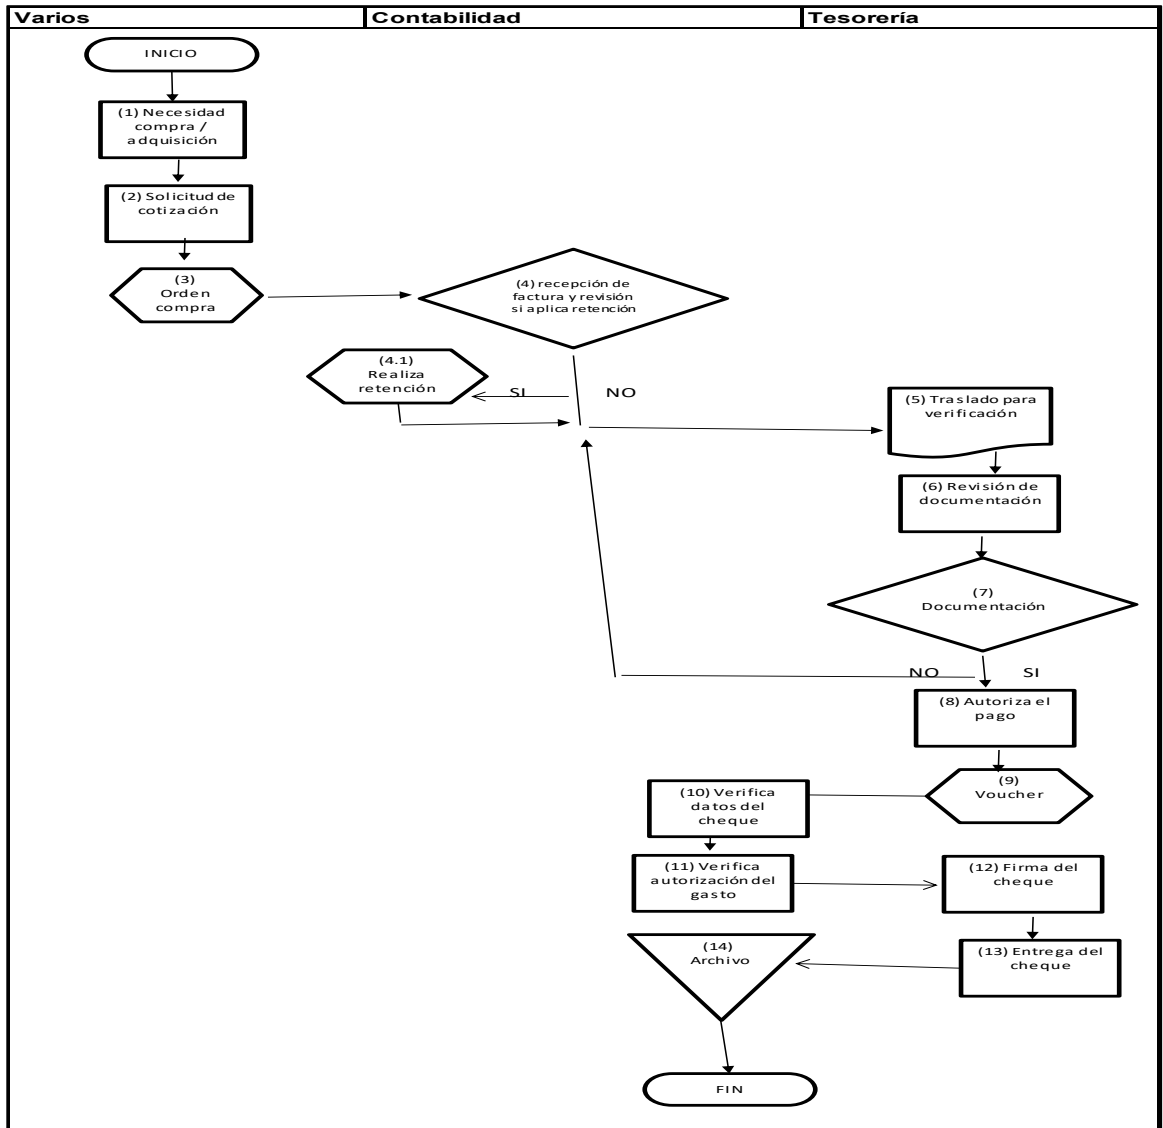 Varios
Contabilidad
Tesorería
INICIO
(1) Necesidad
compra /
adquisición
(2) Solicitud de
cotización
(3)
Orden
compra
(4) recepción de
factura y revisión
si aplica retención
(4.1)
Realiza
retención
SI
NO
(5) Traslado para
verificación
(6) Revisión de
documentación
(7)
Documentación
NO
SI
(8) Autoriza el
pago
(9)
Voucher
(10) Verifica
datos del
cheque
(11) Verifica
autorización del
gasto
(12) Firma del
cheque
(13) Entrega del
cheque
(14)
Archivo
FIN